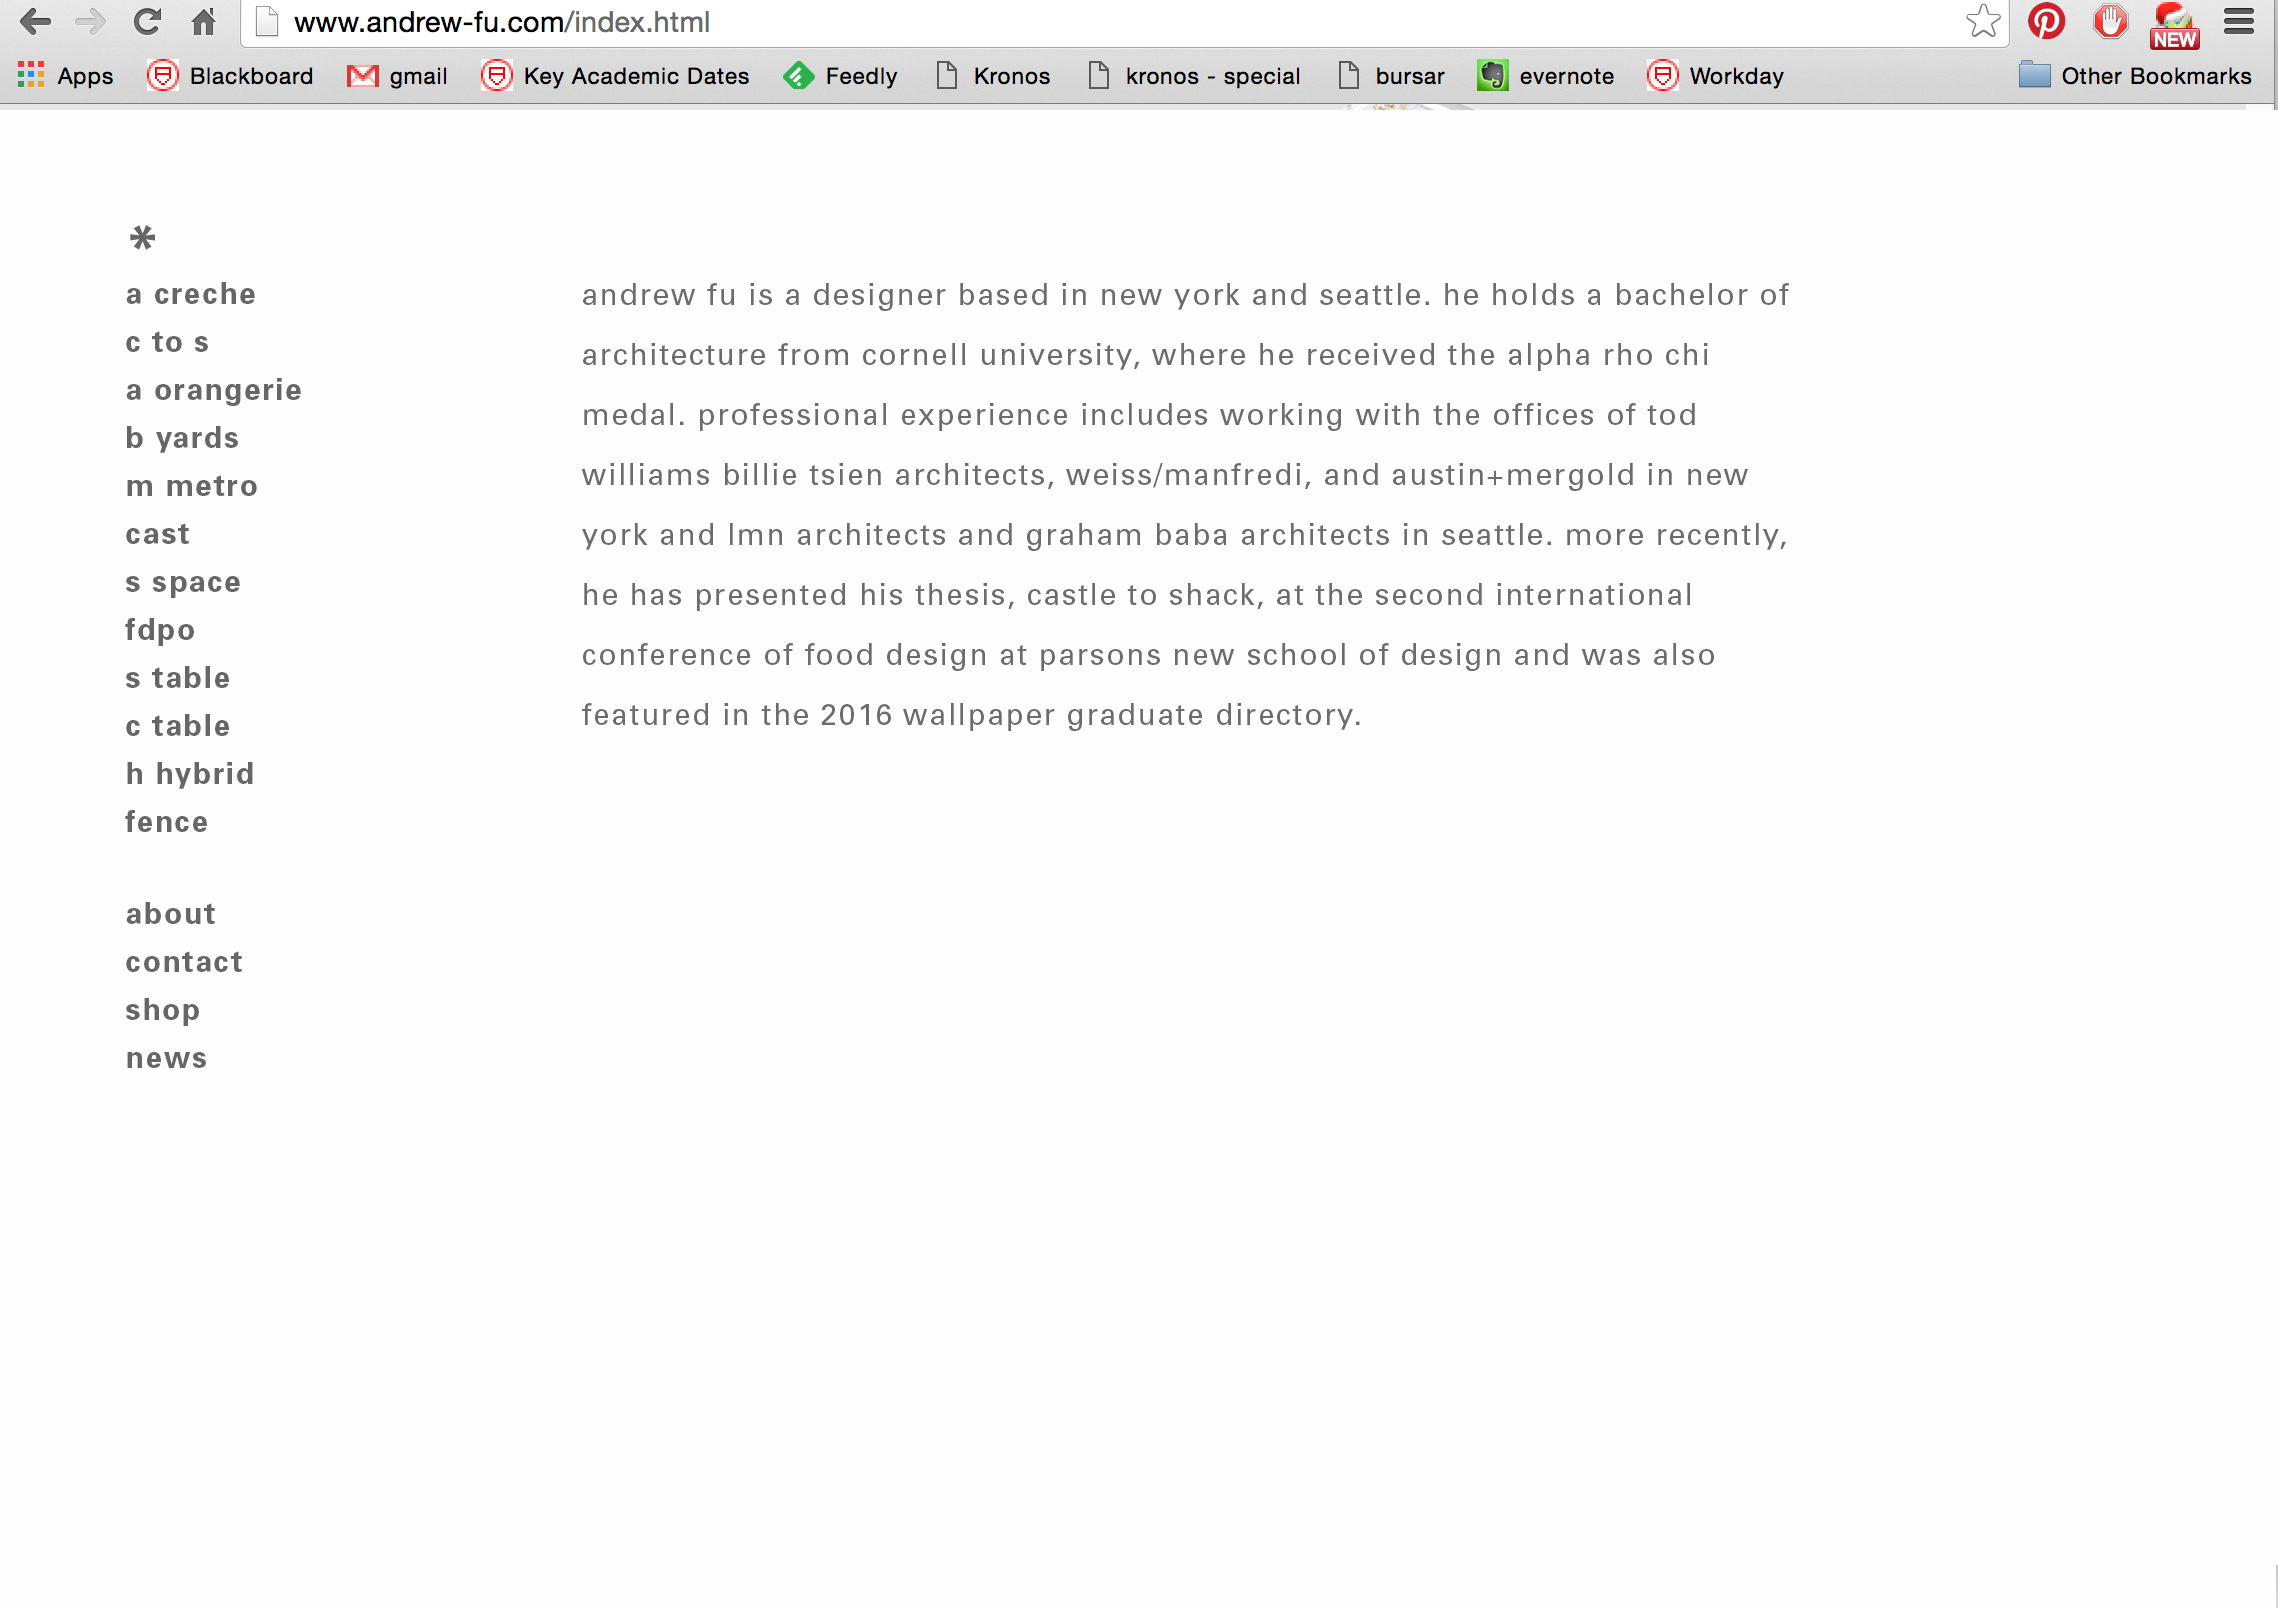 www.andrew-fu.com/index.html
NEW
Apps Blackboard gmail Key Academic Dates Feedly Kronos kronos - special bursar evernote Workday Other Bookmarks
*
a creche
c to s
a orangerie
b yards
m metro
cast
s space
fdpo
s table
c table
h hybrid
fence
about
contact
shop
news
andrew fu is a designer based in new york and seattle. he holds a bachelor of
architecture from cornell university, where he received the alpha rho chi
medal. professional experience includes working with the offices of tod
williams billie tsien architects, weiss/manfredi, and austin+mergold in new
york and lmn architects and graham baba architects in seattle. more recently,
he has presented his thesis, castle to shack, at the second international
conference of food design at parsons new school of design and was also
featured in the 2016 wallpaper graduate directory.